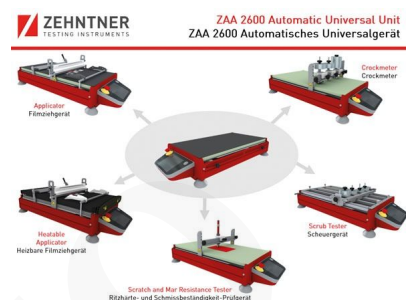 ZEHNTNER
TESTING INSTRUMENTS
ZAA 2600 Automatic Universal Unit
ZAA 2600 Automatisches Universalgerät
Applicator
Filmziehgerät
Crockmeter
Crockmeter
Heatable
Applicator
Heizbare Filmziehgerät
Scrub Tester
Scheuergerät
Scratch and Mar Resistance Tester
Ritzhärte- und Schmissbeständigkeit-Prüfgerät